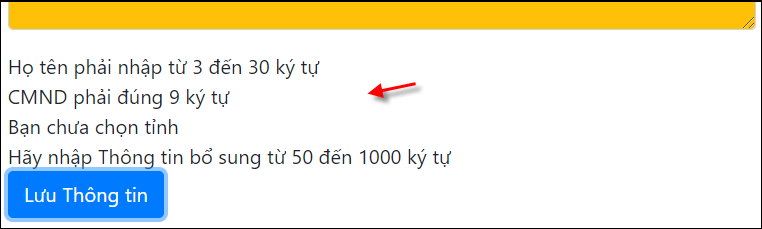 Họ tên phải nhập từ 3 đến 30 ký tự
CMND phải đúng 9 ký tự
Bạn chưa chọn tỉnh
Hãy nhập Thông tin bổ sung từ 50 đến 1000 ký tự
Lưu Thông tin